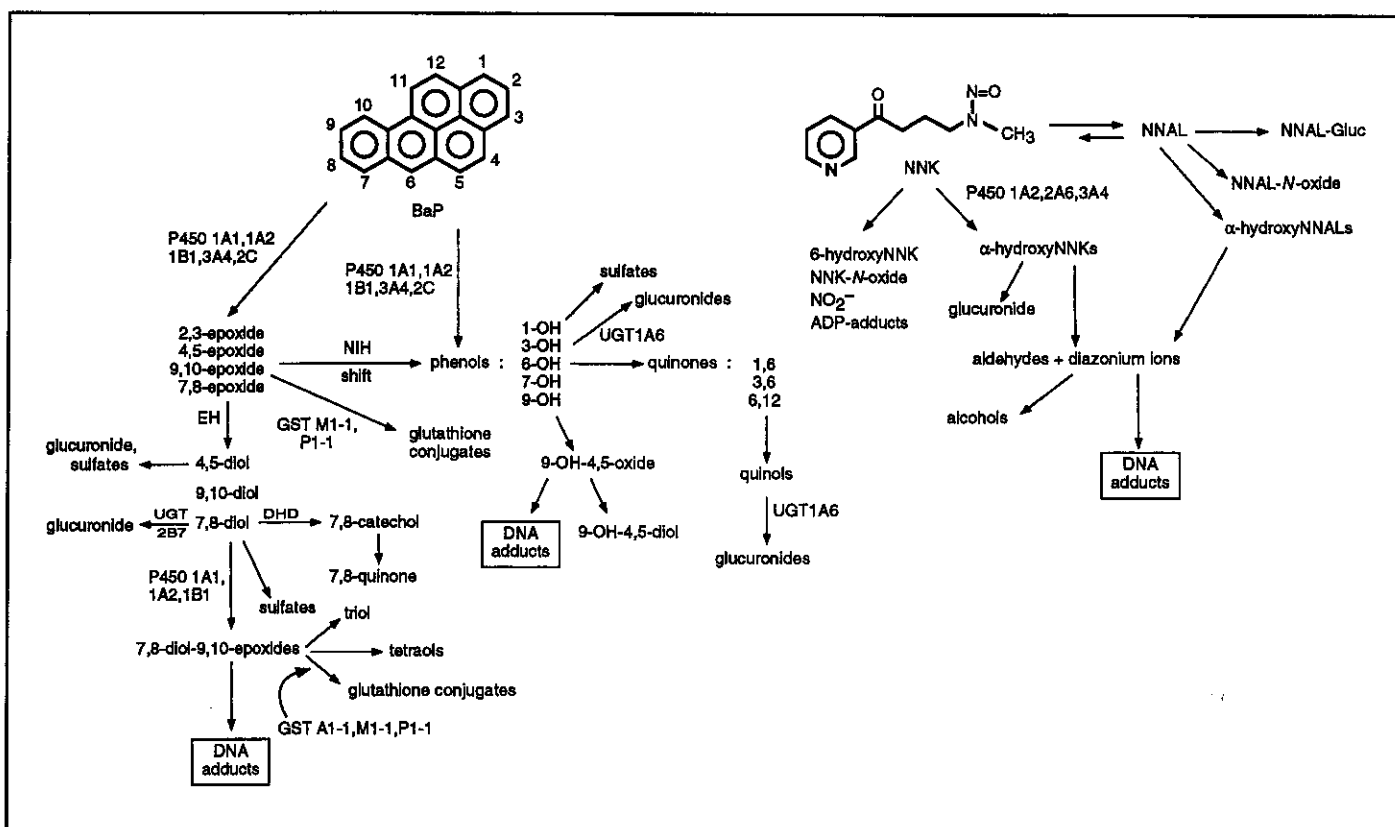 12
1
11
2
10
3
9
4
8
7
6
5
BaP
P450 1A1,1A2
1B1,3A4,2C
P450 1A1,1A2
1B1,3A4,2C
2,3-epoxide
4,5-epoxide
9,10-epoxide
7,8-epoxide
NIH
shift
phenols :
1-OH
3-OH
6-OH
7-OH
9-OH
sulfates
glucuronides
UGT1A6
quinones :
1,6
3,6
6,12
quinols
UGT1A6
glucuronides
EH
GST M1-1,
P1-1
glutathione
conjugates
glucuronide,
sulfates
4,5-diol
9,10-diol
7,8-diol
glucuronide
UGT
2B7
DHD
7,8-catechol
7,8-quinone
9-OH-4,5-oxide
DNA
adducts
9-OH-4,5-diol
P450 1A1,
1A2,1B1
sulfates
7,8-diol-9,10-epoxides
triol
tetraols
glutathione conjugates
GST A1-1,M1-1,P1-1
DNA
adducts
O
N=O
N
CH3
N
NNK
NNAL
NNAL-Gluc
NNAL-N-oxide
α-hydroxyNNALs
P450 1A2,2A6,3A4
6-hydroxyNNK
NNK-N-oxide
NO2−
ADP-adducts
α-hydroxyNNKs
glucuronide
aldehydes + diazonium ions
alcohols
DNA
adducts